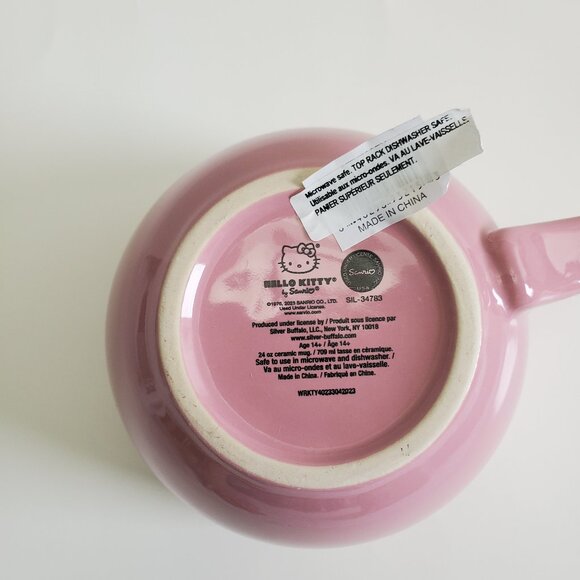 Microwave safe. TOP RACK DISHWASHER SAFE.
Utilisable aux micro-ondes. VA AU LAVE-VAISSELLE.
PANIER SUPÉRIEUR SEULEMENT.
MADE IN CHINA
HELLO KITTY®
by Sanrio®
Sanrio
USA
©1976, 2023 SANRIO CO., LTD.
Used Under License.
www.sanrio.com
SIL-34783
Produced under license by / Produit sous licence par
Silver Buffalo, LLC., New York, NY 10018
www.silver-buffalo.com
Age 14+ / Âge 14+
24 oz ceramic mug. / 709 ml tasse en céramique.
Safe to use in microwave and dishwasher. /
Va au micro-ondes et au lave-vaisselle.
Made in China. / Fabriqué en China.
WRXTY40233042023